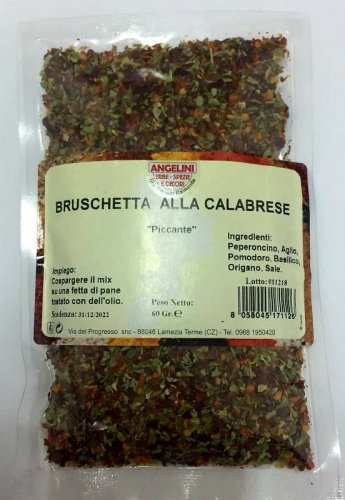 ANGELINI
ERBE - SPEZIE
E DECORI
BRUSCHETTA ALLA CALABRESE
"Piccante"
Ingredienti:
Peperoncino, Aglio,
Pomodoro, Basilico,
Origano, Sale.
Lotto: 011218
Impiego:
Cospargere il mix
su una fetta di pane
tostato con dell'olio.
Scadenza: 31/12/2022
Peso Netto:
60 Gr. e
8 058045 171126
Via del Progresso snc - 88046 Lamezia Terme (CZ) - Tel. 0968 1950420